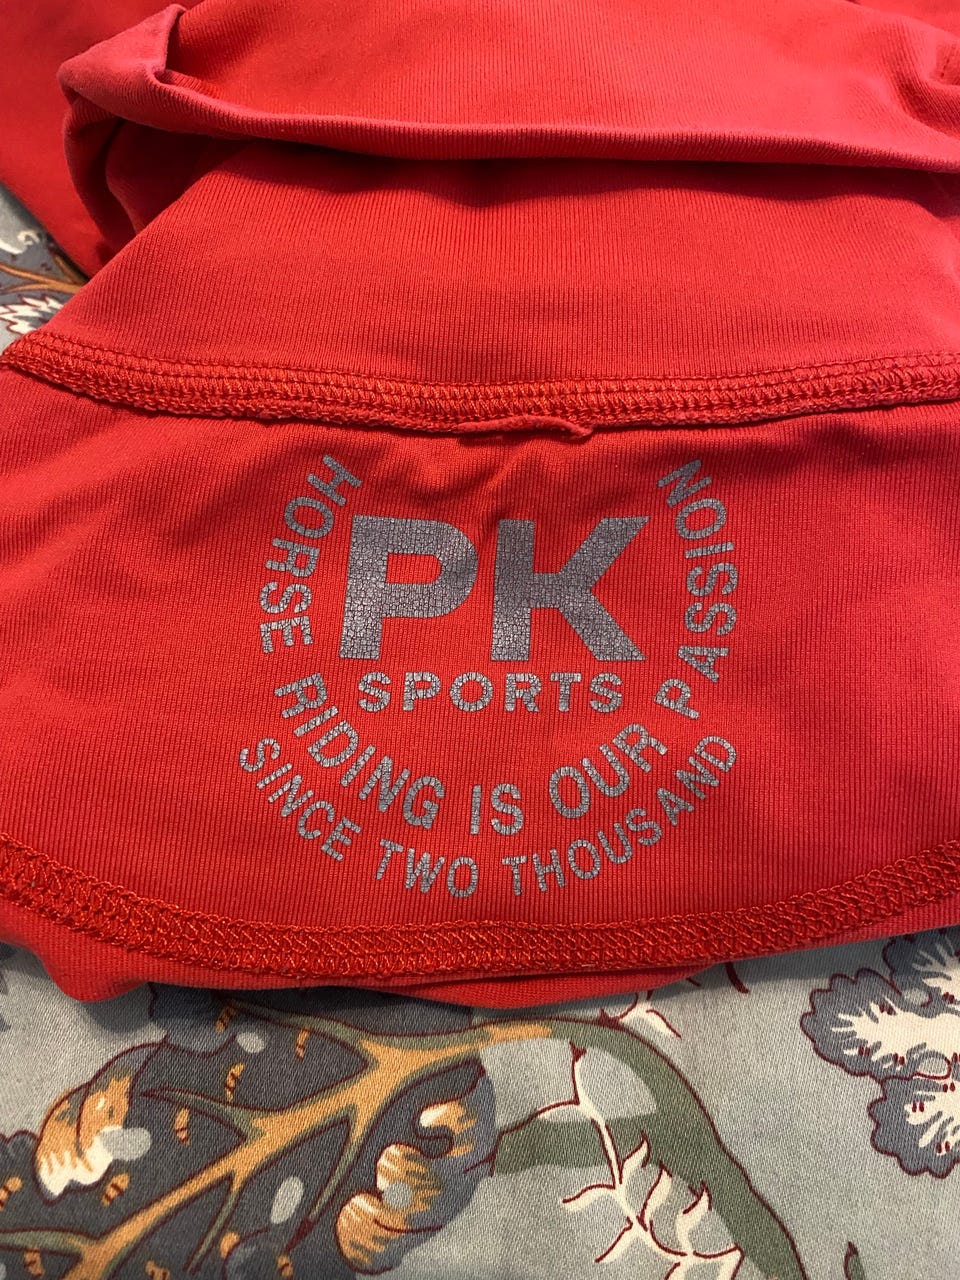 PK
SPORTS
HORSE RIDING IS OUR PASSION
SINCE TWO THOUSAND